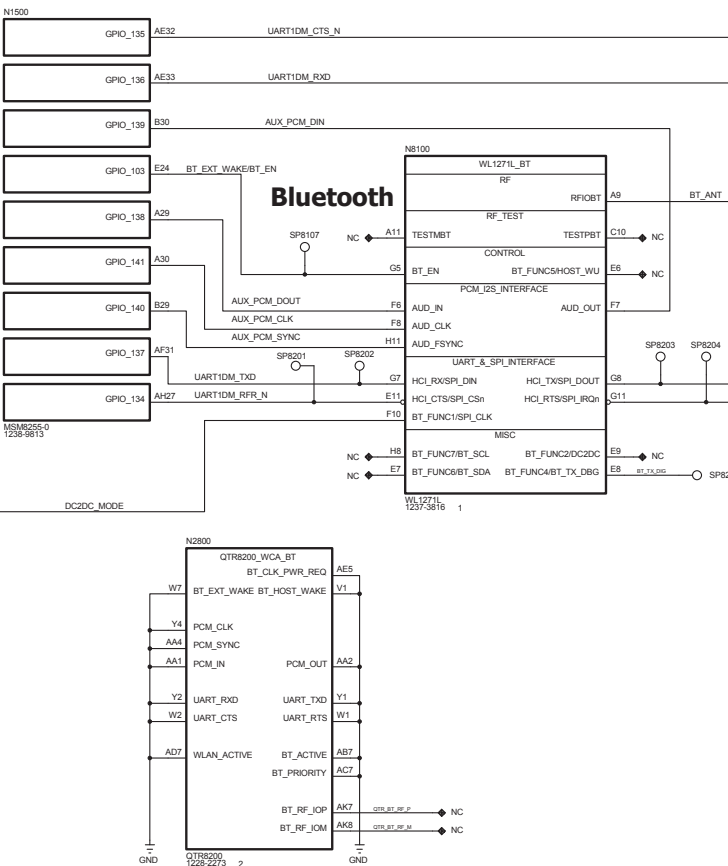 N1500
GPIO_135 AE32 UART1DM_CTS_N
GPIO_136 AE33 UART1DM_RXD
GPIO_139 B30 AUX_PCM_DIN
GPIO_103 E24 BT_EXT_WAKE/BT_EN
GPIO_138 A29
GPIO_141 A30
GPIO_140 B29
GPIO_137 AF31 UART1DM_TXD
GPIO_134 AH27 UART1DM_RFR_N
MSM8255-0
1238-9813
DC2DC_MODE
AUX_PCM_DOUT
AUX_PCM_CLK
AUX_PCM_SYNC
Bluetooth
SP8107
SP8201
SP8202
N8100
WL1271L_BT
RF
RFIOBT A9 BT_ANT
RF_TEST
NC A11 TESTMBT TESTPBT C10 NC
CONTROL
G5 BT_EN BT_FUNC5/HOST_WU E6 NC
PCM_I2S_INTERFACE
F6 AUD_IN AUD_OUT F7
F8 AUD_CLK
H11 AUD_FSYNC
SP8203 SP8204
UART_&_SPI_INTERFACE
G7 HCI_RX/SPI_DIN HCI_TX/SPI_DOUT G8
E11 HCI_CTS/SPI_CSn HCI_RTS/SPI_IRQn G11
F10 BT_FUNC1/SPI_CLK
MISC
NC H8 BT_FUNC7/BT_SCL BT_FUNC2/DC2DC E9 NC
NC E7 BT_FUNC6/BT_SDA BT_FUNC4/BT_TX_DBG E8 BT_TX_DIG
WL1271L
1237-3816 1
N2800
QTR8200_WCA_BT
BT_CLK_PWR_REQ AE5
W7 BT_EXT_WAKE BT_HOST_WAKE V1
Y4 PCM_CLK
AA4 PCM_SYNC
AA1 PCM_IN PCM_OUT AA2
Y2 UART_RXD UART_TXD Y1
W2 UART_CTS UART_RTS W1
AD7 WLAN_ACTIVE BT_ACTIVE AB7
BT_PRIORITY AC7
BT_RF_IOP AK7 QTR_BT_RF_P NC
BT_RF_IOM AK8 QTR_BT_RF_M NC
GND GND
QTR8200
1228-2273 2